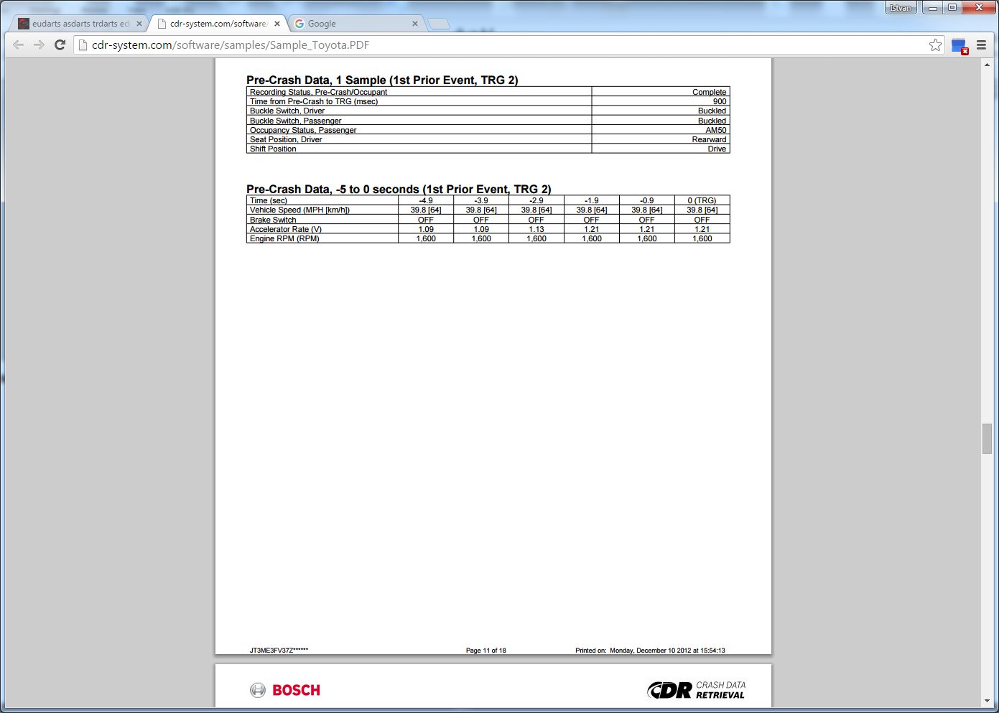 Istvan
eudarts asdarts trdarts ed
cdr-system.com/software/
Google
cdr-system.com/software/samples/Sample_Toyota.PDF
Pre-Crash Data, 1 Sample (1st Prior Event, TRG 2)
Recording Status, Pre-Crash/Occupant Complete
Time from Pre-Crash to TRG (msec) 900
Buckle Switch, Driver Buckled
Buckle Switch, Passenger Buckled
Occupancy Status, Passenger AM50
Seat Position, Driver Rearward
Shift Position Drive
Pre-Crash Data, -5 to 0 seconds (1st Prior Event, TRG 2)
Time (sec) -4.9 -3.9 -2.9 -1.9 -0.9 0 (TRG)
Vehicle Speed (MPH [km/h]) 39.8 [64] 39.8 [64] 39.8 [64] 39.8 [64] 39.8 [64] 39.8 [64]
Brake Switch OFF OFF OFF OFF OFF OFF
Accelerator Rate (V) 1.09 1.09 1.13 1.21 1.21 1.21
Engine RPM (RPM) 1,600 1,600 1,600 1,600 1,600 1,600
JT3ME3FV37Z****** Page 11 of 18 Printed on: Monday, December 10 2012 at 15:54:13
BOSCH
CDR CRASH DATA
RETRIEVAL